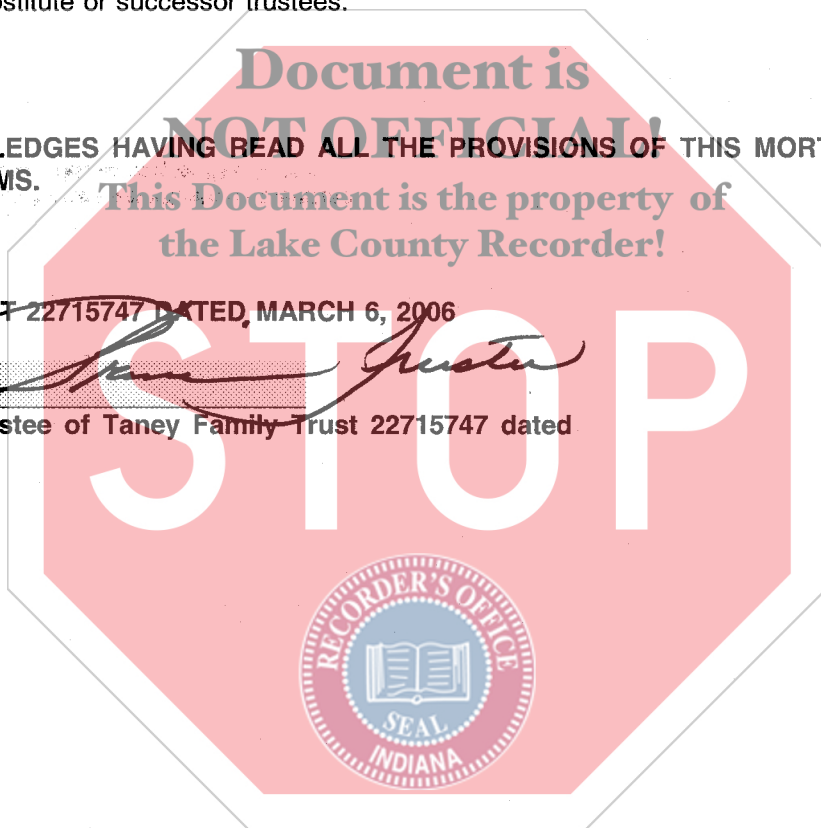 ostitute or successor trustees.
Document is
NOT OFFICIAL!
LEDGES HAVING READ ALL THE PROVISIONS OF THIS MORT
MS.
This Document is the property of
the Lake County Recorder!
T 22715747 DATED, MARCH 6, 2006
Trustee
stee of Taney Family Trust 22715747 dated
STOP
RECORDER'S OFFICE
SEAL
INDIANA